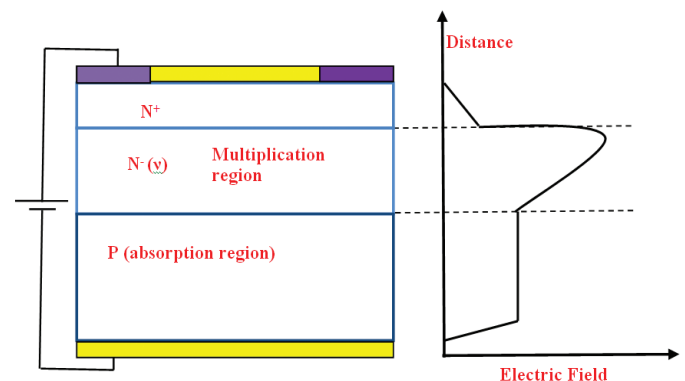 Distance
N⁺
N⁻ (ν)
Multiplication
region
P (absorption region)
Electric Field